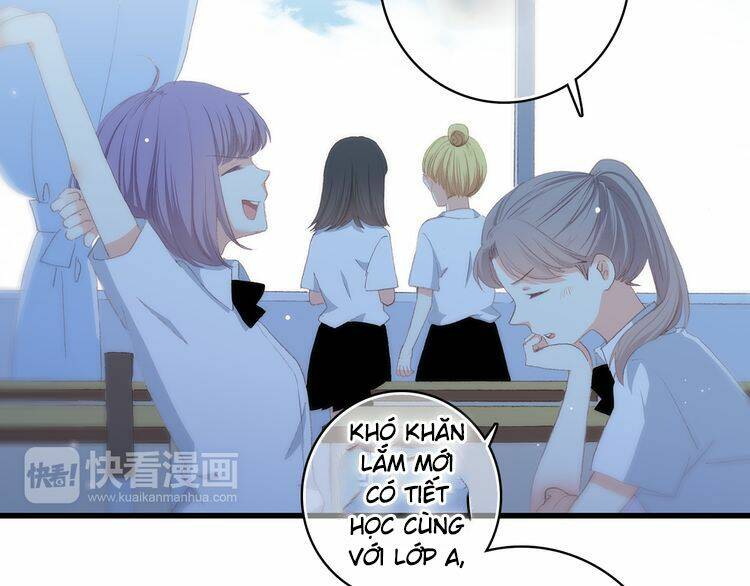 KHÓ KHĂN
LẮM MỚI
CÓ TIẾT
HỌC CÙNG
VỚI LỚP A,
快看!
快看漫画
www.kuaikanmanhua.com